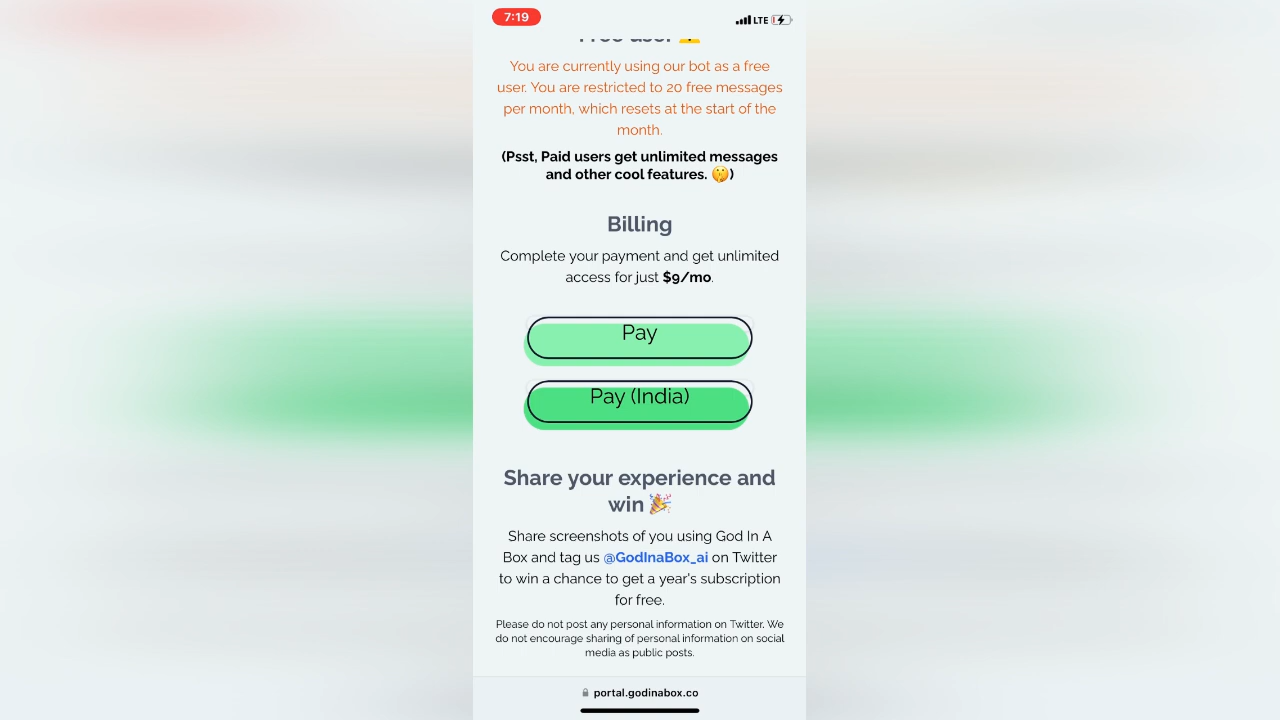 7:19
LTE
Free user
You are currently using our bot as a free
user. You are restricted to 20 free messages
per month, which resets at the start of the
month.
(Psst, Paid users get unlimited messages
and other cool features. 🤫)
Billing
Complete your payment and get unlimited
access for just $9/mo.
Pay
Pay (India)
Share your experience and
win 🎉
Share screenshots of you using God In A
Box and tag us @GodInaBox_ai on Twitter
to win a chance to get a year's subscription
for free.
Please do not post any personal information on Twitter. We
do not encourage sharing of personal information on social
media as public posts.
portal.godinabox.co